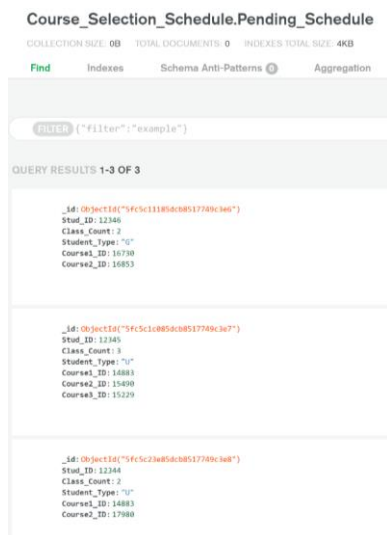 Course_Selection_Schedule.Pending_Schedule
COLLECTION SIZE: 0B TOTAL DOCUMENTS: 0 INDEXES TOTAL SIZE: 4KB
Find Indexes Schema Anti-Patterns 0 Aggregation
FILTER {"filter":"example"}
QUERY RESULTS 1-3 OF 3
_id: ObjectId("5fc5c11105dcb8517749c3e6")
Stud_ID: 12346
Class_Count: 2
Student_Type: "G"
Course1_ID: 16730
Course2_ID: 16853
_id: ObjectId("5fc5c1c085dcb8517749c3e7")
Stud_ID: 12345
Class_Count: 3
Student_Type: "U"
Course1_ID: 14883
Course2_ID: 15490
Course3_ID: 15229
_id: ObjectId("5fc5c23e85dcb8517749c3e8")
Stud_ID: 12344
Class_Count: 2
Student_Type: "U"
Course1_ID: 14883
Course2_ID: 17980